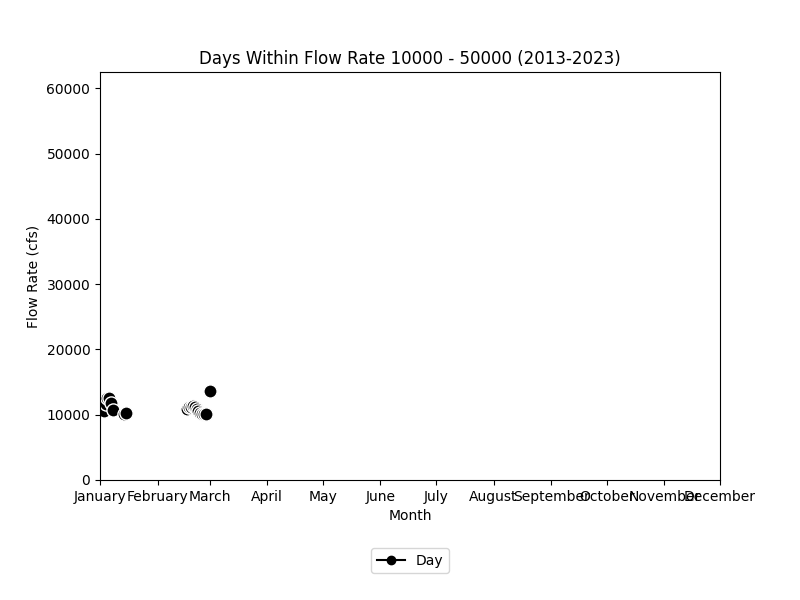 Days Within Flow Rate 10000 - 50000 (2013-2023)
60000
50000
40000
30000
20000
10000
0
Flow Rate (cfs)
January February March April May June July August September October November December
Month
Day